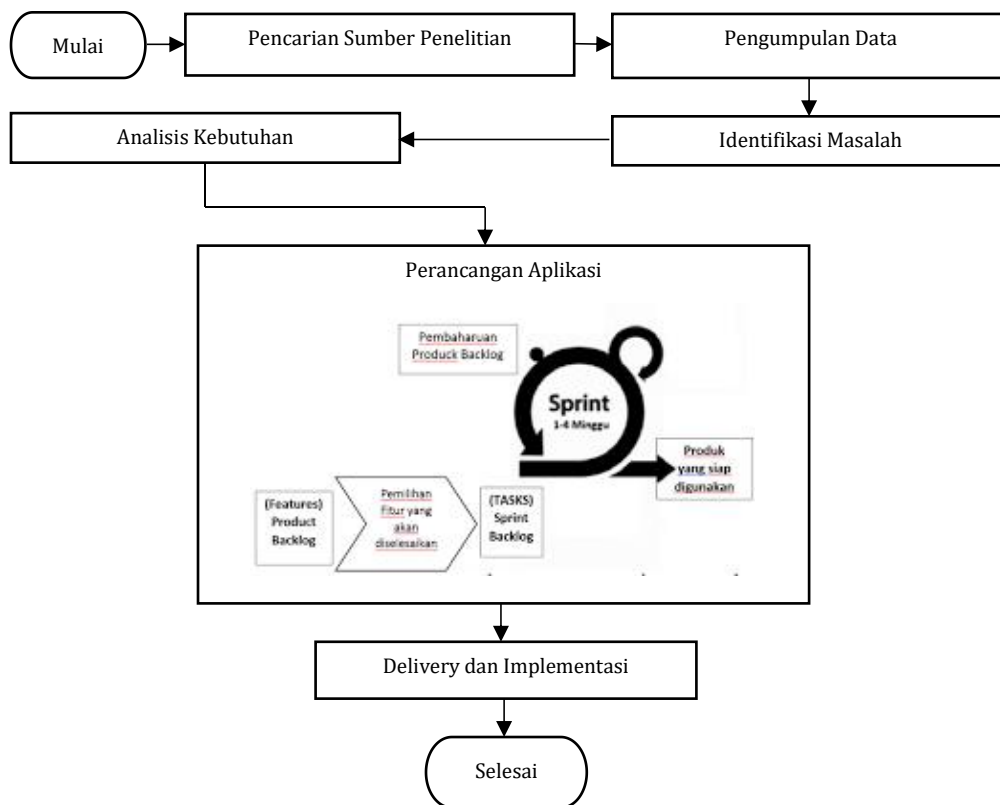 Mulai
Pencarian Sumber Penelitian
Pengumpulan Data
Identifikasi Masalah
Analisis Kebutuhan
Perancangan Aplikasi
Pembaharuan
Produck Backlog
Sprint
1-4 Minggu
Produk
yang siap
digunakan
(Features)
Product
Backlog
Pemilihan
fitur yang
akan
diselesaikan
(TASKS)
Sprint
Backlog
Delivery dan Implementasi
Selesai